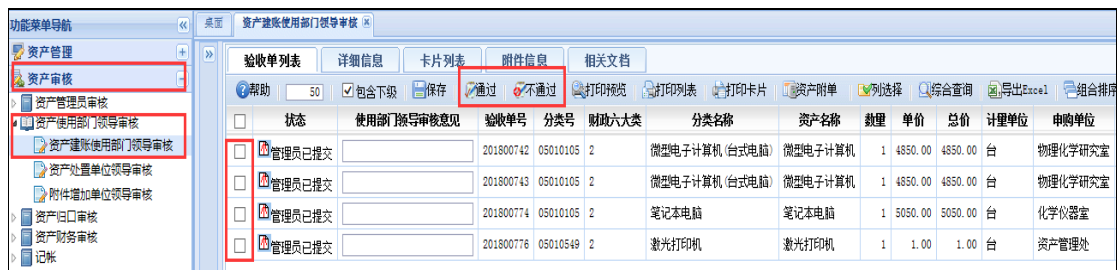 功能菜单导航
资产管理
资产审核
资产管理员审核
资产使用部门领导审核
资产建账使用部门领导审核
资产处置单位领导审核
附件增加单位领导审核
资产归口审核
资产财务审核
记帐
桌面 资产建账使用部门领导审核
验收单列表 详细信息 卡片列表 附件信息 相关文档
帮助 50 包含下级 保存 通过 不通过 打印预览 打印列表 打印卡片 资产附单 列选择 综合查询 导出Excel 组合排序
状态 使用部门领导审核意见 验收单号 分类号 财政六大类 分类名称 资产名称 数量 单价 总价 计量单位 申购单位
管理员已提交 201800742 05010105 2 微型电子计算机(台式电脑) 微型电子计算机 1 4850.00 4850.00 台 物理化学研究室
管理员已提交 201800743 05010105 2 微型电子计算机(台式电脑) 微型电子计算机 1 4850.00 4850.00 台 物理化学研究室
管理员已提交 201800774 05010105 2 笔记本电脑 笔记本电脑 1 5050.00 5050.00 台 化学仪器室
管理员已提交 201800776 05010549 2 激光打印机 激光打印机 1 1.00 1.00 台 资产管理处